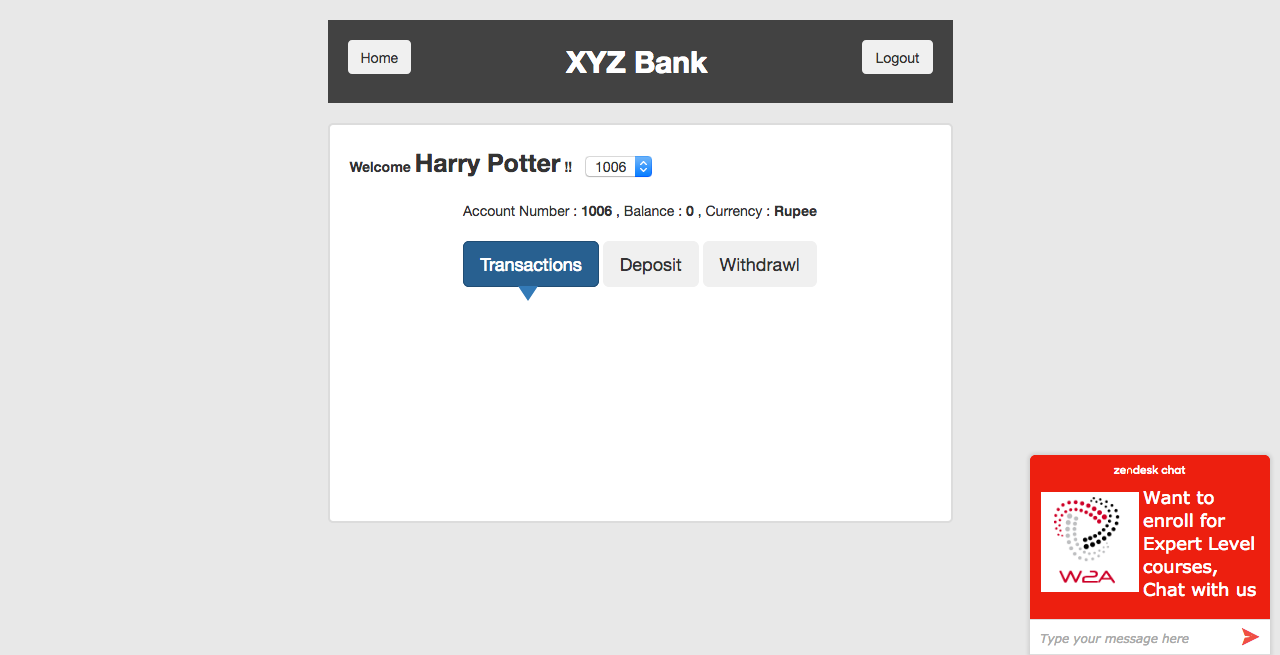 Home
XYZ Bank
Logout
Welcome Harry Potter !! 1006
Account Number : 1006 , Balance : 0 , Currency : Rupee
Transactions
Deposit
Withdrawl
zendesk chat
W2A
Want to
enroll for
Expert Level
courses,
Chat with us
Type your message here